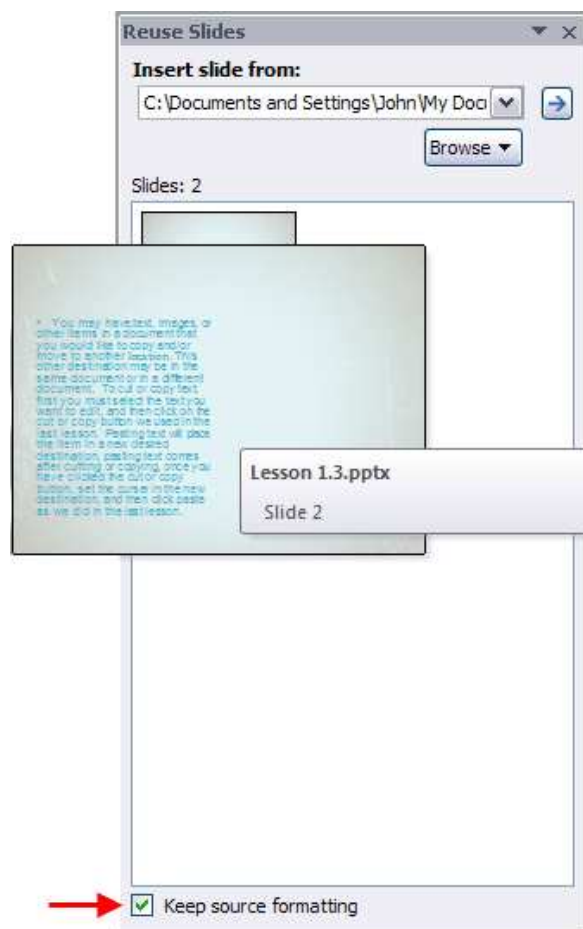 Reuse Slides
Insert slide from:
C:\Documents and Settings\John\My Docu
Browse
Slides: 2
• You may have text, images, or
other items in a document that
you would like to copy and/or
move to another location. This
other destination may be in the
same document or in a different
document. To cut or copy text,
first you must select the text you
want to edit, and then click on the
cut or copy button we used in the
last lesson. Pasting text will place
the item in a new desired
destination, pasting text comes
after cutting or copying, once you
have clicked the cut or copy
button, set the cursor in the new
destination, and then click paste
as we did in the last lesson.
Lesson 1.3.pptx
Slide 2
Keep source formatting